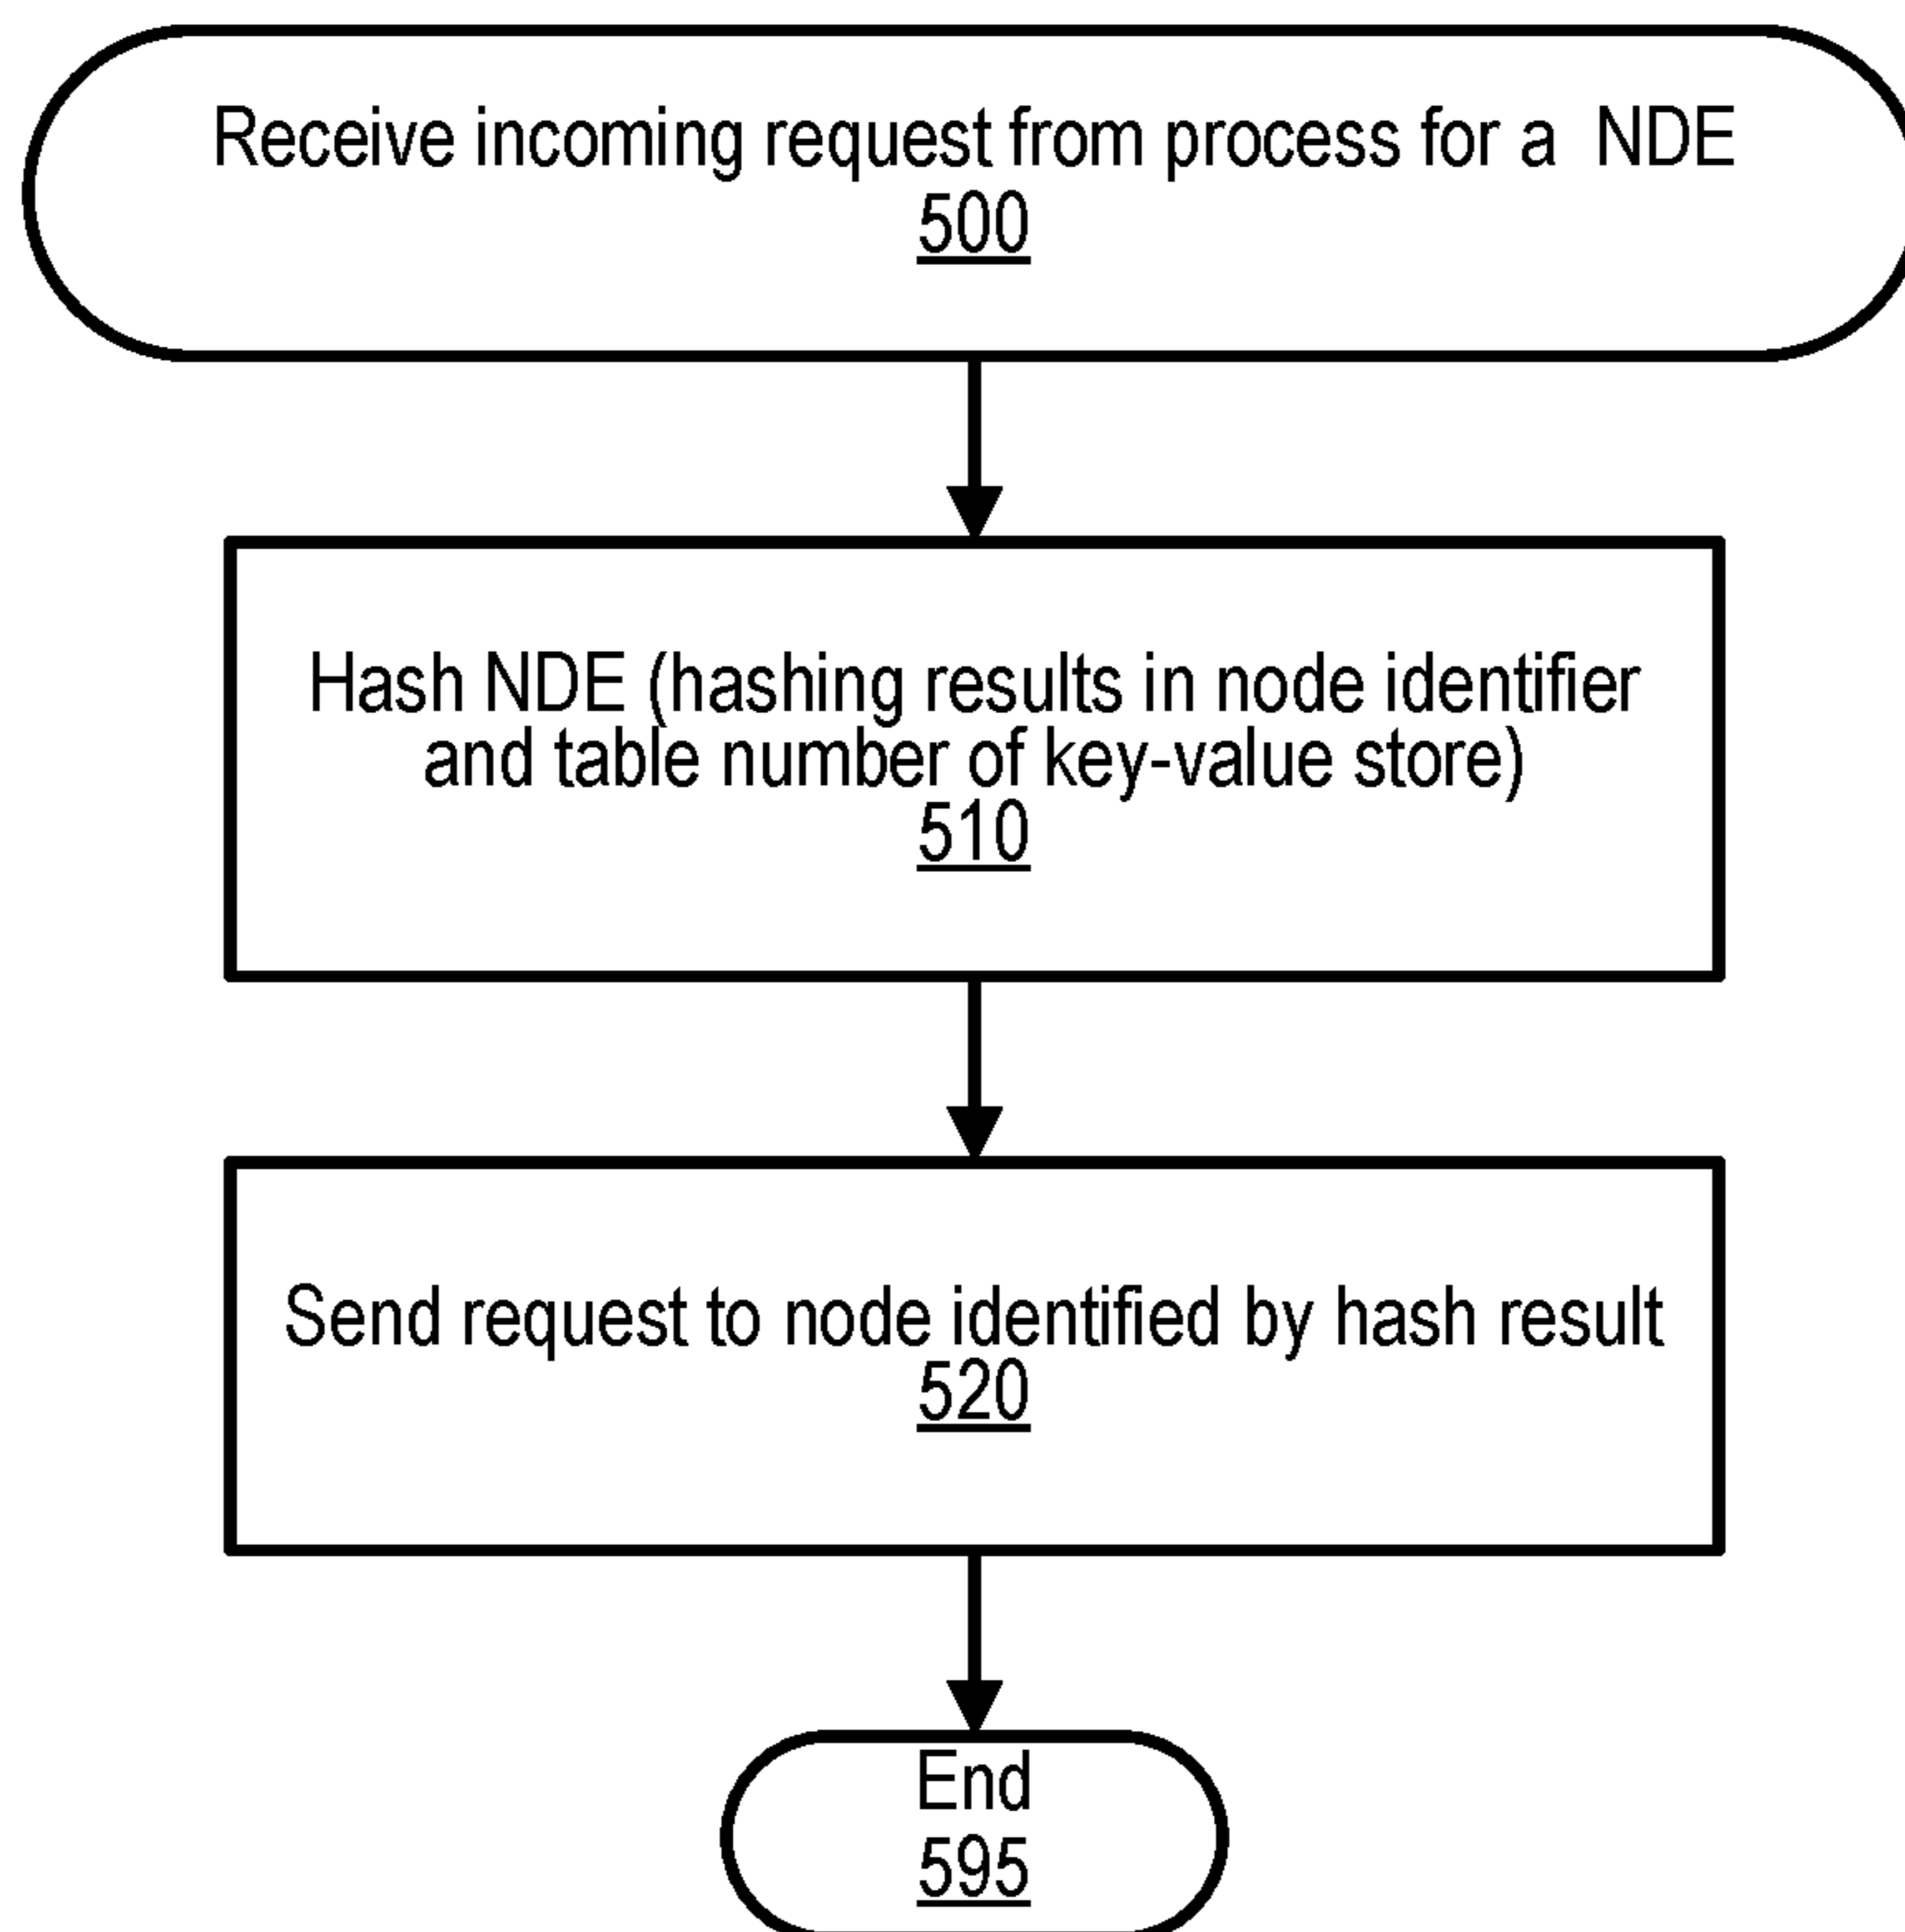 Receive incoming request from process for a NDE
500
Hash NDE (hashing results in node identifier
and table number of key-value store)
510
Send request to node identified by hash result
520
End
595